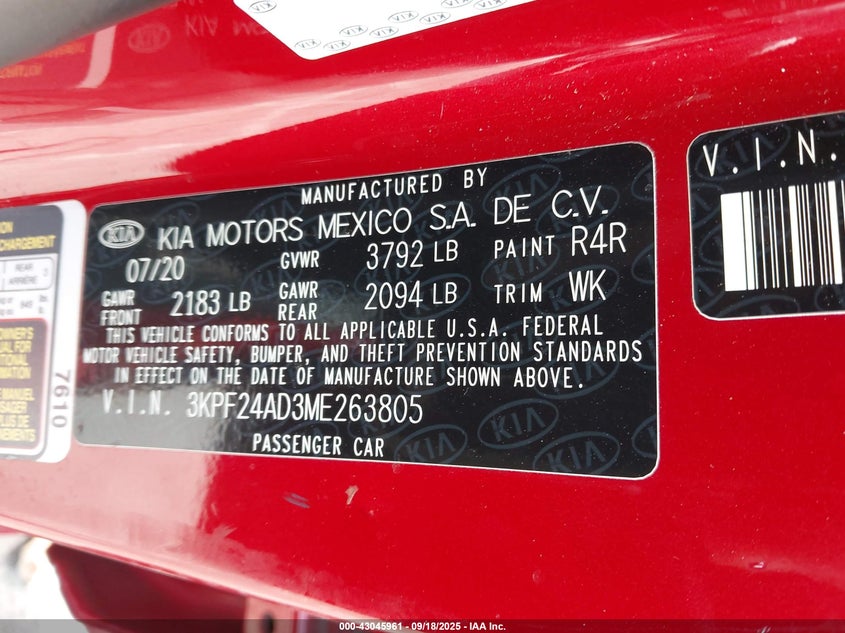 MANUFACTURED BY
KIA KIA MOTORS MEXICO S.A. DE C.V.
07/20 GVWR 3792 LB PAINT R4R
GAWR FRONT 2183 LB GAWR REAR 2094 LB TRIM WK
THIS VEHICLE CONFORMS TO ALL APPLICABLE U.S.A. FEDERAL
MOTOR VEHICLE SAFETY, BUMPER, AND THEFT PREVENTION STANDARDS
IN EFFECT ON THE DATE OF MANUFACTURE SHOWN ABOVE.
V.I.N. 3KPF24AD3ME263805
PASSENGER CAR
V.I.N.
REAR
ARRIERE
7610
000-43045961 - 09/18/2025 - IAA Inc.